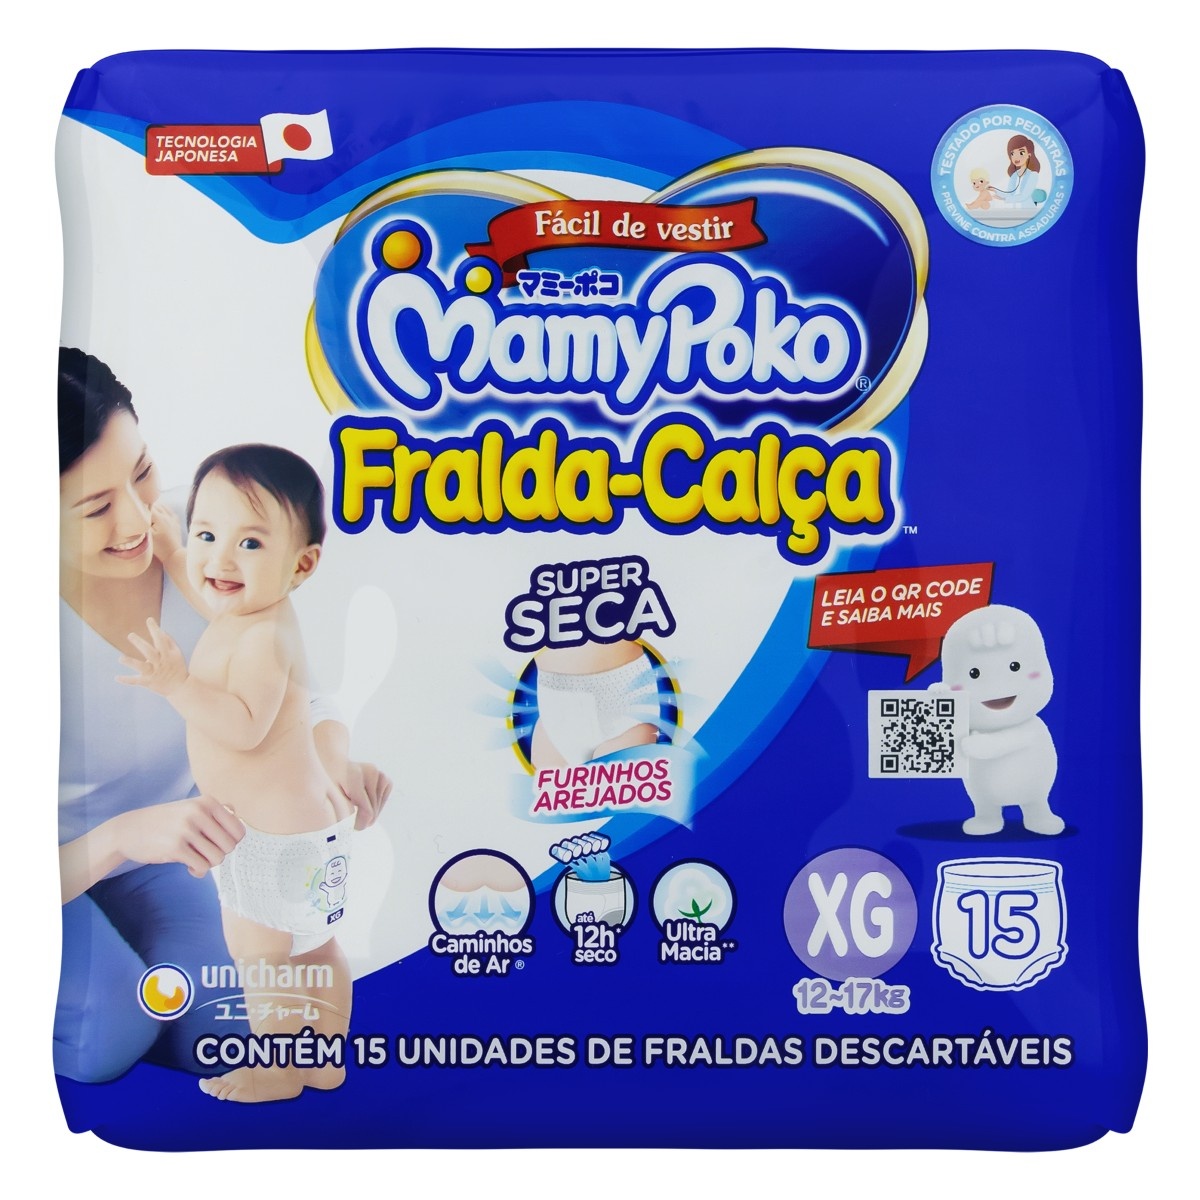 TECNOLOGIA
JAPONESA
TESTADO POR PEDIATRAS
• PREVINE CONTRA ASSADURAS •
Fácil de vestir
マミーポコ
MamyPoko®
Fralda-Calça™
SUPER
SECA
LEIA O QR CODE
E SAIBA MAIS
FURINHOS
AREJADOS
Caminhos
de Ar®
até
12h*
seco
Ultra
Macia**
XG
12~17kg
15
XG
unicharm
ユニ・チャーム
CONTÉM 15 UNIDADES DE FRALDAS DESCARTÁVEIS